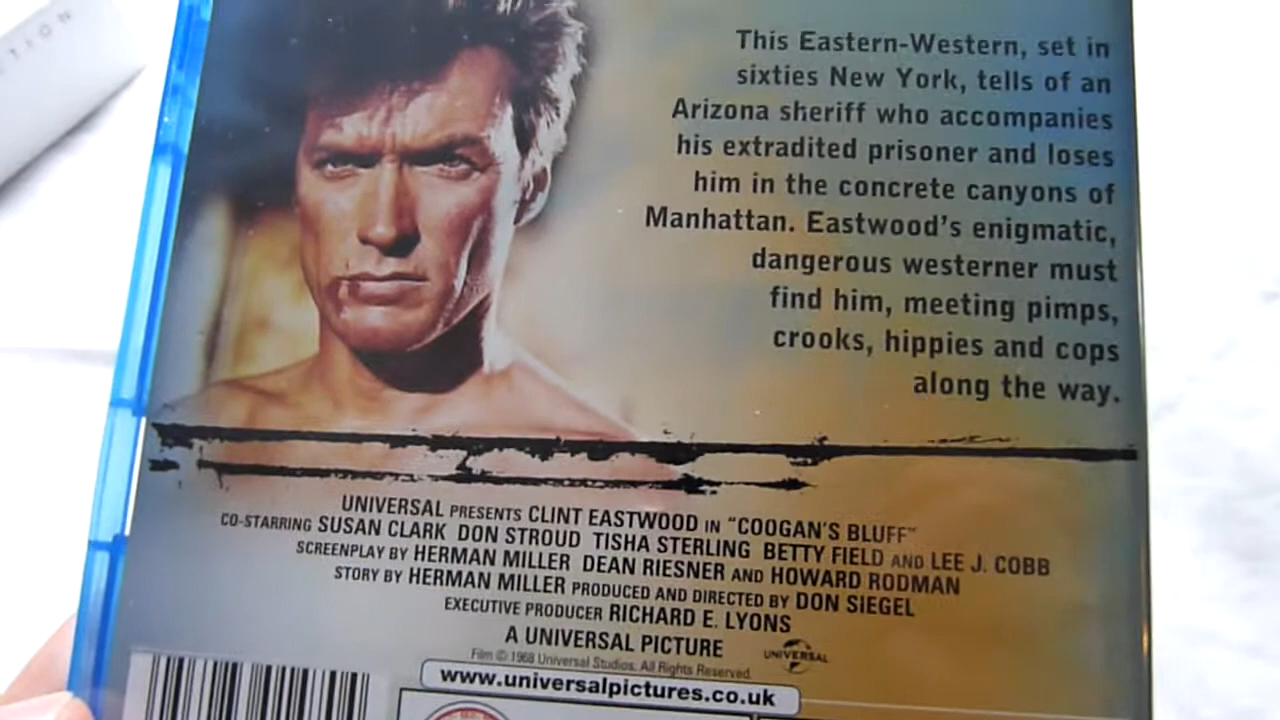 This Eastern-Western, set in
sixties New York, tells of an
Arizona sheriff who accompanies
his extradited prisoner and loses
him in the concrete canyons of
Manhattan. Eastwood's enigmatic,
dangerous westerner must
find him, meeting pimps,
crooks, hippies and cops
along the way.
UNIVERSAL PRESENTS CLINT EASTWOOD IN "COOGAN'S BLUFF"
CO-STARRING SUSAN CLARK DON STROUD TISHA STERLING BETTY FIELD AND LEE J. COBB
SCREENPLAY BY HERMAN MILLER DEAN RIESNER AND HOWARD RODMAN
STORY BY HERMAN MILLER PRODUCED AND DIRECTED BY DON SIEGEL
EXECUTIVE PRODUCER RICHARD E. LYONS
A UNIVERSAL PICTURE
UNIVERSAL
Film © 1968 Universal Studios. All Rights Reserved.
www.universalpictures.co.uk